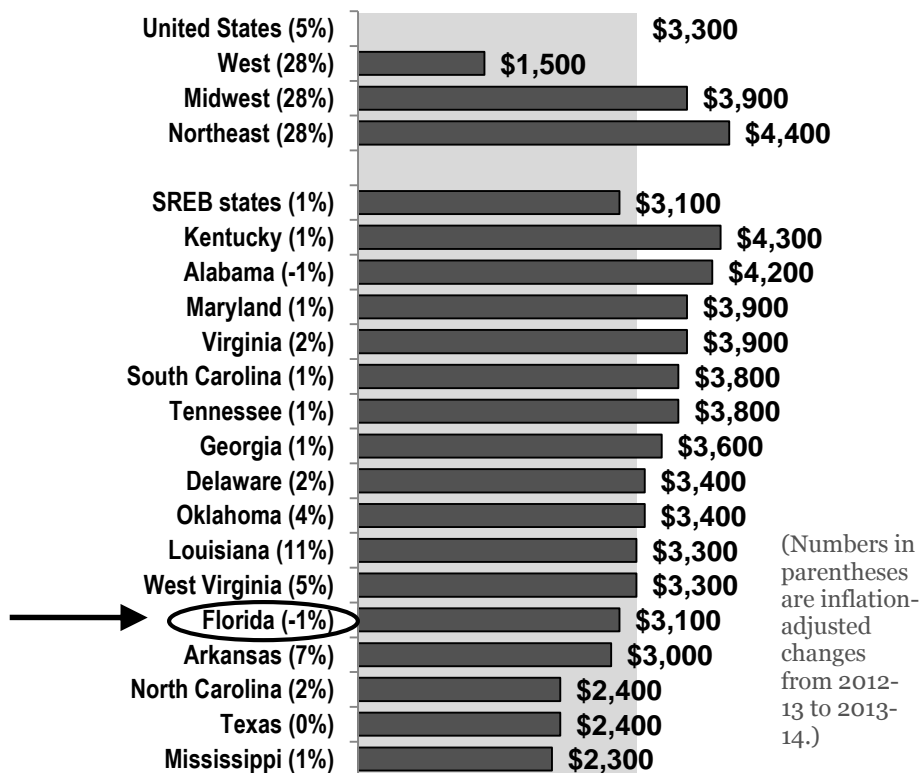 United States (5%) $3,300
West (28%) $1,500
Midwest (28%) $3,900
Northeast (28%) $4,400
SREB states (1%) $3,100
Kentucky (1%) $4,300
Alabama (-1%) $4,200
Maryland (1%) $3,900
Virginia (2%) $3,900
South Carolina (1%) $3,800
Tennessee (1%) $3,800
Georgia (1%) $3,600
Delaware (2%) $3,400
Oklahoma (4%) $3,400
Louisiana (11%) $3,300
West Virginia (5%) $3,300
Florida (-1%) $3,100
Arkansas (7%) $3,000
North Carolina (2%) $2,400
Texas (0%) $2,400
Mississippi (1%) $2,300
(Numbers in
parentheses
are inflation-
adjusted
changes
from 2012-
13 to 2013-
14.)